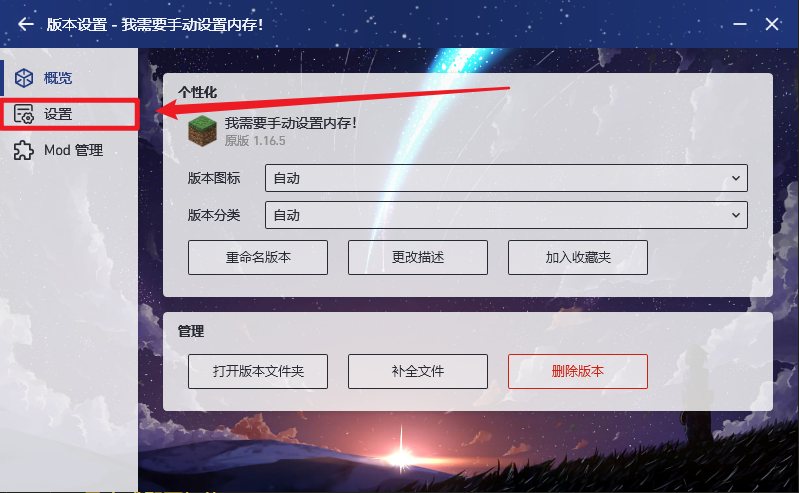 版本设置 - 我需要手动设置内存!
概览
设置
Mod 管理
个性化
我需要手动设置内存!
原版 1.16.5
版本图标 自动
版本分类 自动
重命名版本 更改描述 加入收藏夹
管理
打开版本文件夹 补全文件 删除版本